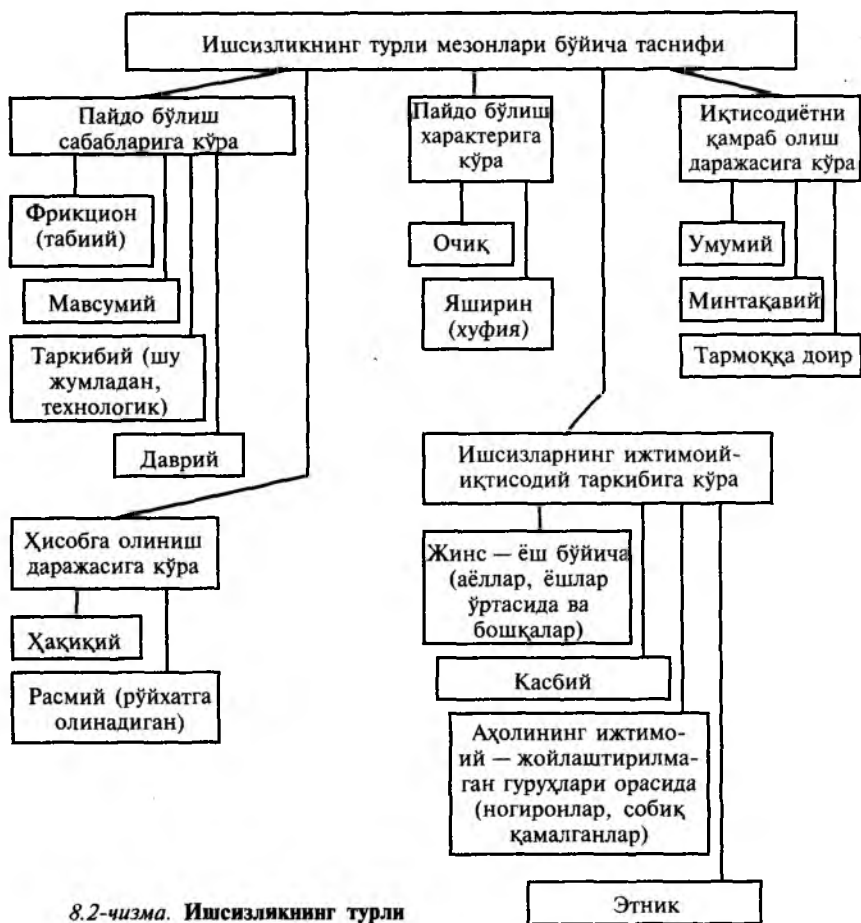 Ишсизликнинг турли мезонлари бўйича таснифи
Пайдо бўлиш
сабабларига кўра
Фрикцион
(табиий)
Мавсумий
Таркибий (шу
жумладан,
технологик)
Даврий
Ҳисобга олиниш
даражасига кўра
Ҳақиқий
Расмий (рўйхатга
олинадиган)
Пайдо бўлиш
характерига
кўра
Очиқ
Яширин
(хуфия)
Иқтисодиётни
қамраб олиш
даражасига кўра
Умумий
Минтақавий
Тармоққа доир
Ишсизларнинг ижтимоий-
иқтисодий таркибига кўра
Жинс — ёш бўйича
(аёллар, ёшлар
ўртасида ва
бошқалар)
Касбий
Аҳолининг ижтимо-
ий — жойлаштирилма-
ган гуруҳлари орасида
(ногиронлар, собиқ
қамалганлар)
Этник
8.2-чизма. Ишсизликнинг турли